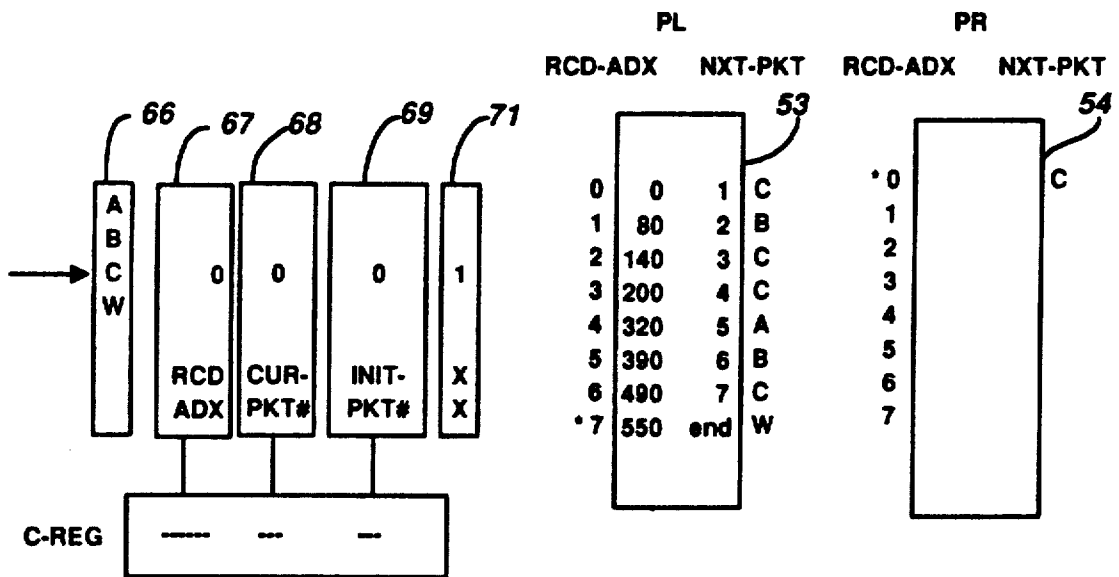 PL
PR
RCD-ADX NXT-PKT
RCD-ADX NXT-PKT
66 67 68 69 71
53
54
A
B
C 0 0 0 1
W
RCD ADX
CUR-PKT#
INIT-PKT#
X
X
C-REG ------ --- ---
0 0 1 C
1 80 2 B
2 140 3 C
3 200 4 C
4 320 5 A
5 390 6 B
6 490 7 C
*7 550 end W
*0 C
1
2
3
4
5
6
7